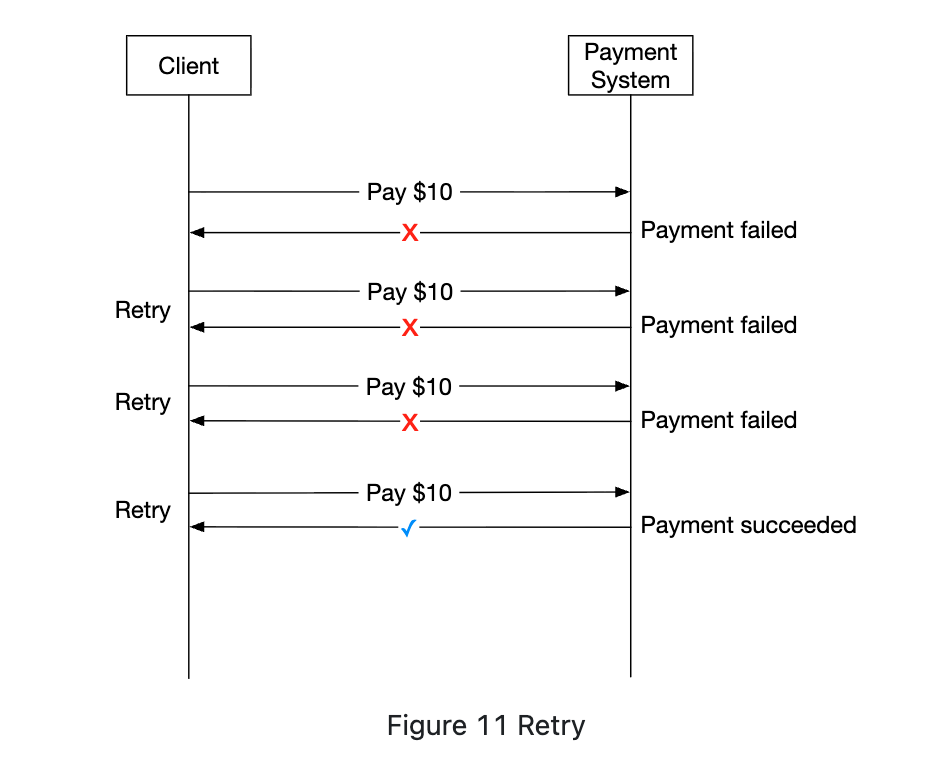 Client
Payment
System
Pay $10
X
Payment failed
Retry
Pay $10
X
Payment failed
Retry
Pay $10
X
Payment failed
Retry
Pay $10
✓
Payment succeeded
Figure 11 Retry